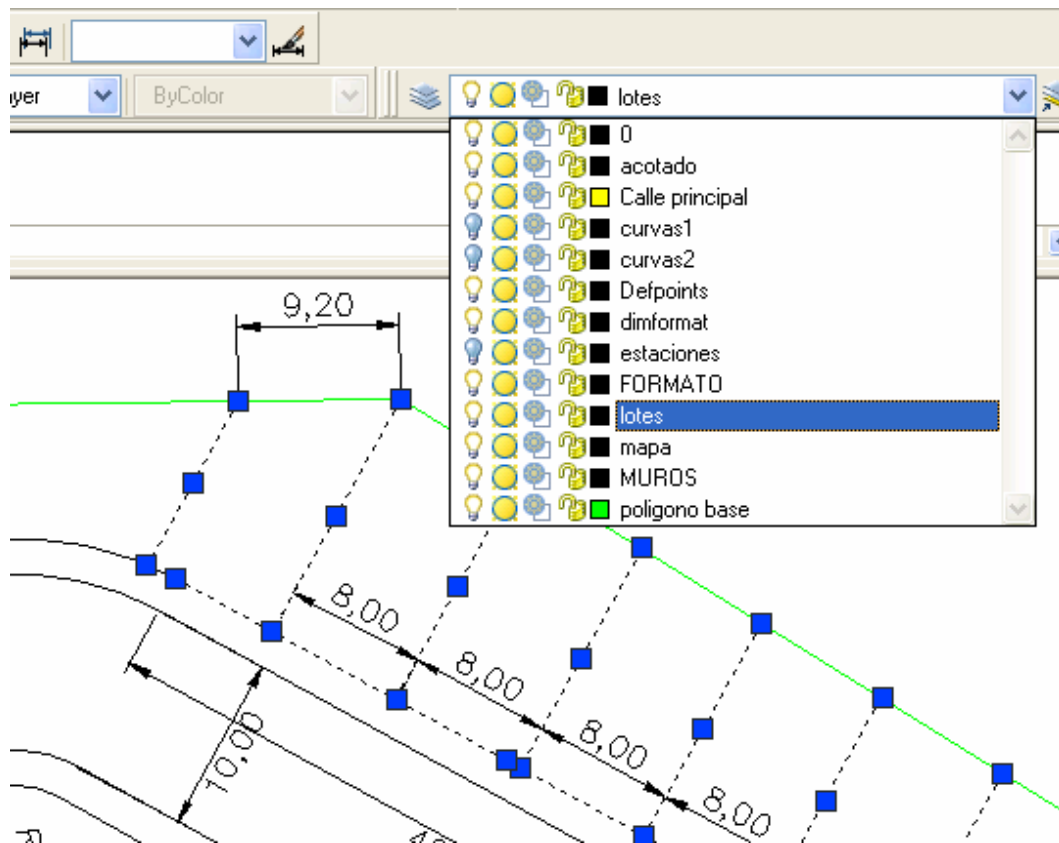 yer
ByColor
lotes
0
acotado
Calle principal
curvas1
curvas2
Defpoints
dimformat
estaciones
FORMATO
lotes
mapa
MUROS
poligono base
9,20
8,00
8,00
8,00
8,00
10,00